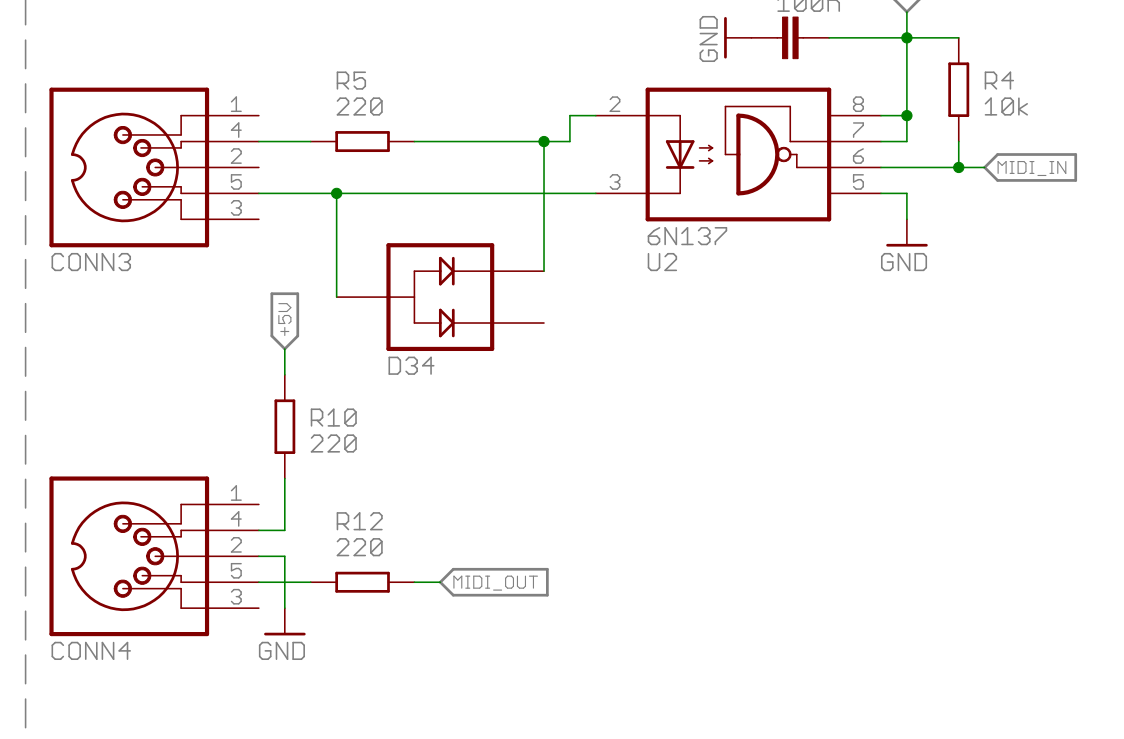 100n
GND
R5
220
R4
10k
1
4
2
5
3
2
3
8
7
6
5
MIDI_IN
CONN3
6N137
U2
GND
+5V
D34
R10
220
1
4
2
5
3
R12
220
MIDI_OUT
CONN4
GND